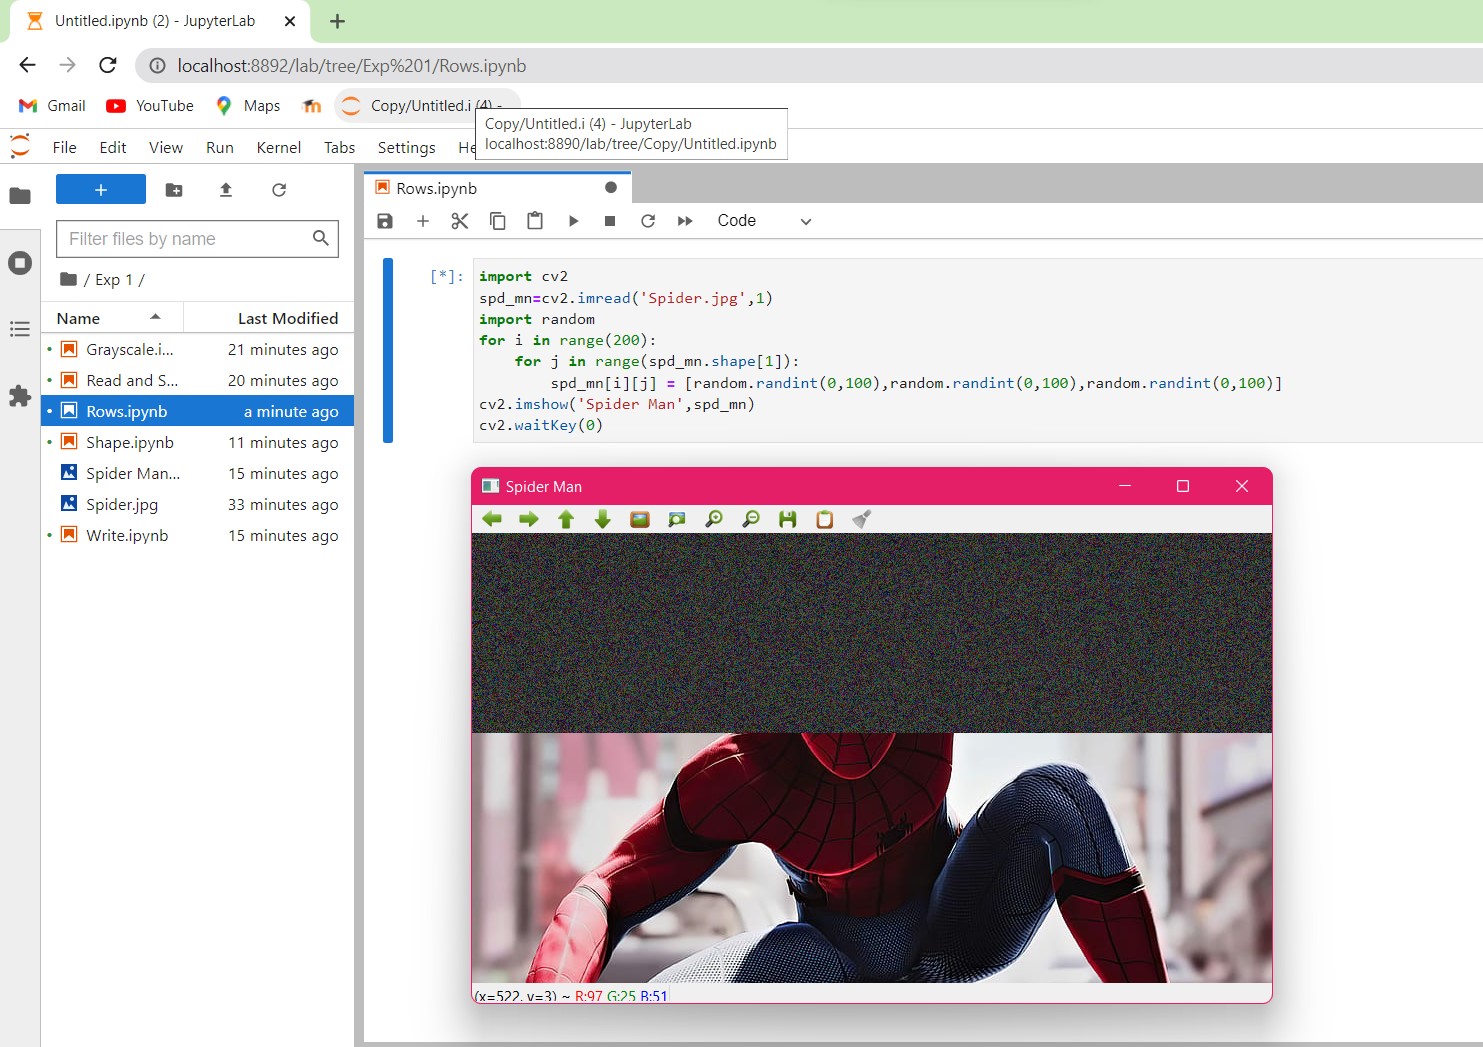 Untitled.ipynb (2) - JupyterLab
localhost:8892/lab/tree/Exp%201/Rows.ipynb
Gmail YouTube Maps Copy/Untitled.i (4) -
Copy/Untitled.i (4) - JupyterLab
localhost:8890/lab/tree/Copy/Untitled.ipynb
File Edit View Run Kernel Tabs Settings He
Rows.ipynb
Code
Filter files by name
/ Exp 1 /
Name Last Modified
Grayscale.i... 21 minutes ago
Read and S... 20 minutes ago
Rows.ipynb a minute ago
Shape.ipynb 11 minutes ago
Spider Man... 15 minutes ago
Spider.jpg 33 minutes ago
Write.ipynb 15 minutes ago
[*]: import cv2
spd_mn=cv2.imread('Spider.jpg',1)
import random
for i in range(200):
for j in range(spd_mn.shape[1]):
spd_mn[i][j] = [random.randint(0,100),random.randint(0,100),random.randint(0,100)]
cv2.imshow('Spider Man',spd_mn)
cv2.waitKey(0)
Spider Man
(x=522, y=3) ~ R:97 G:25 B:51